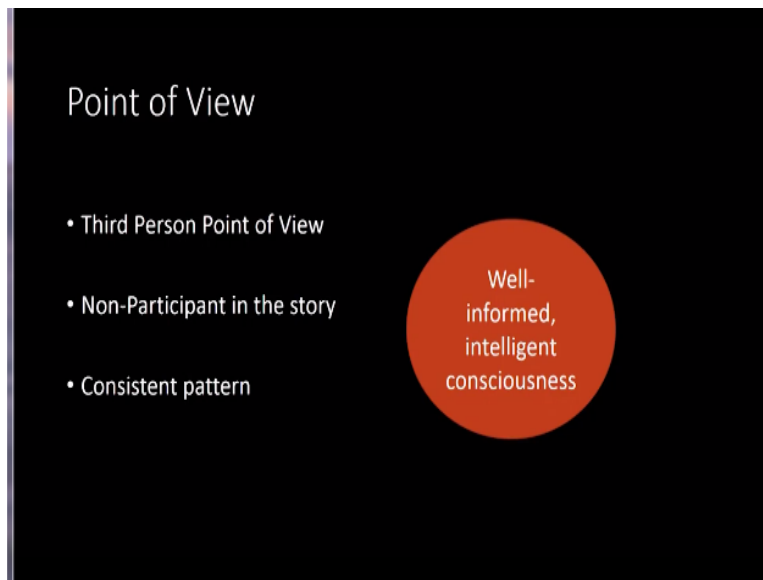 Point of View
• Third Person Point of View
• Non-Participant in the story
• Consistent pattern
Well-
informed,
intelligent
consciousness